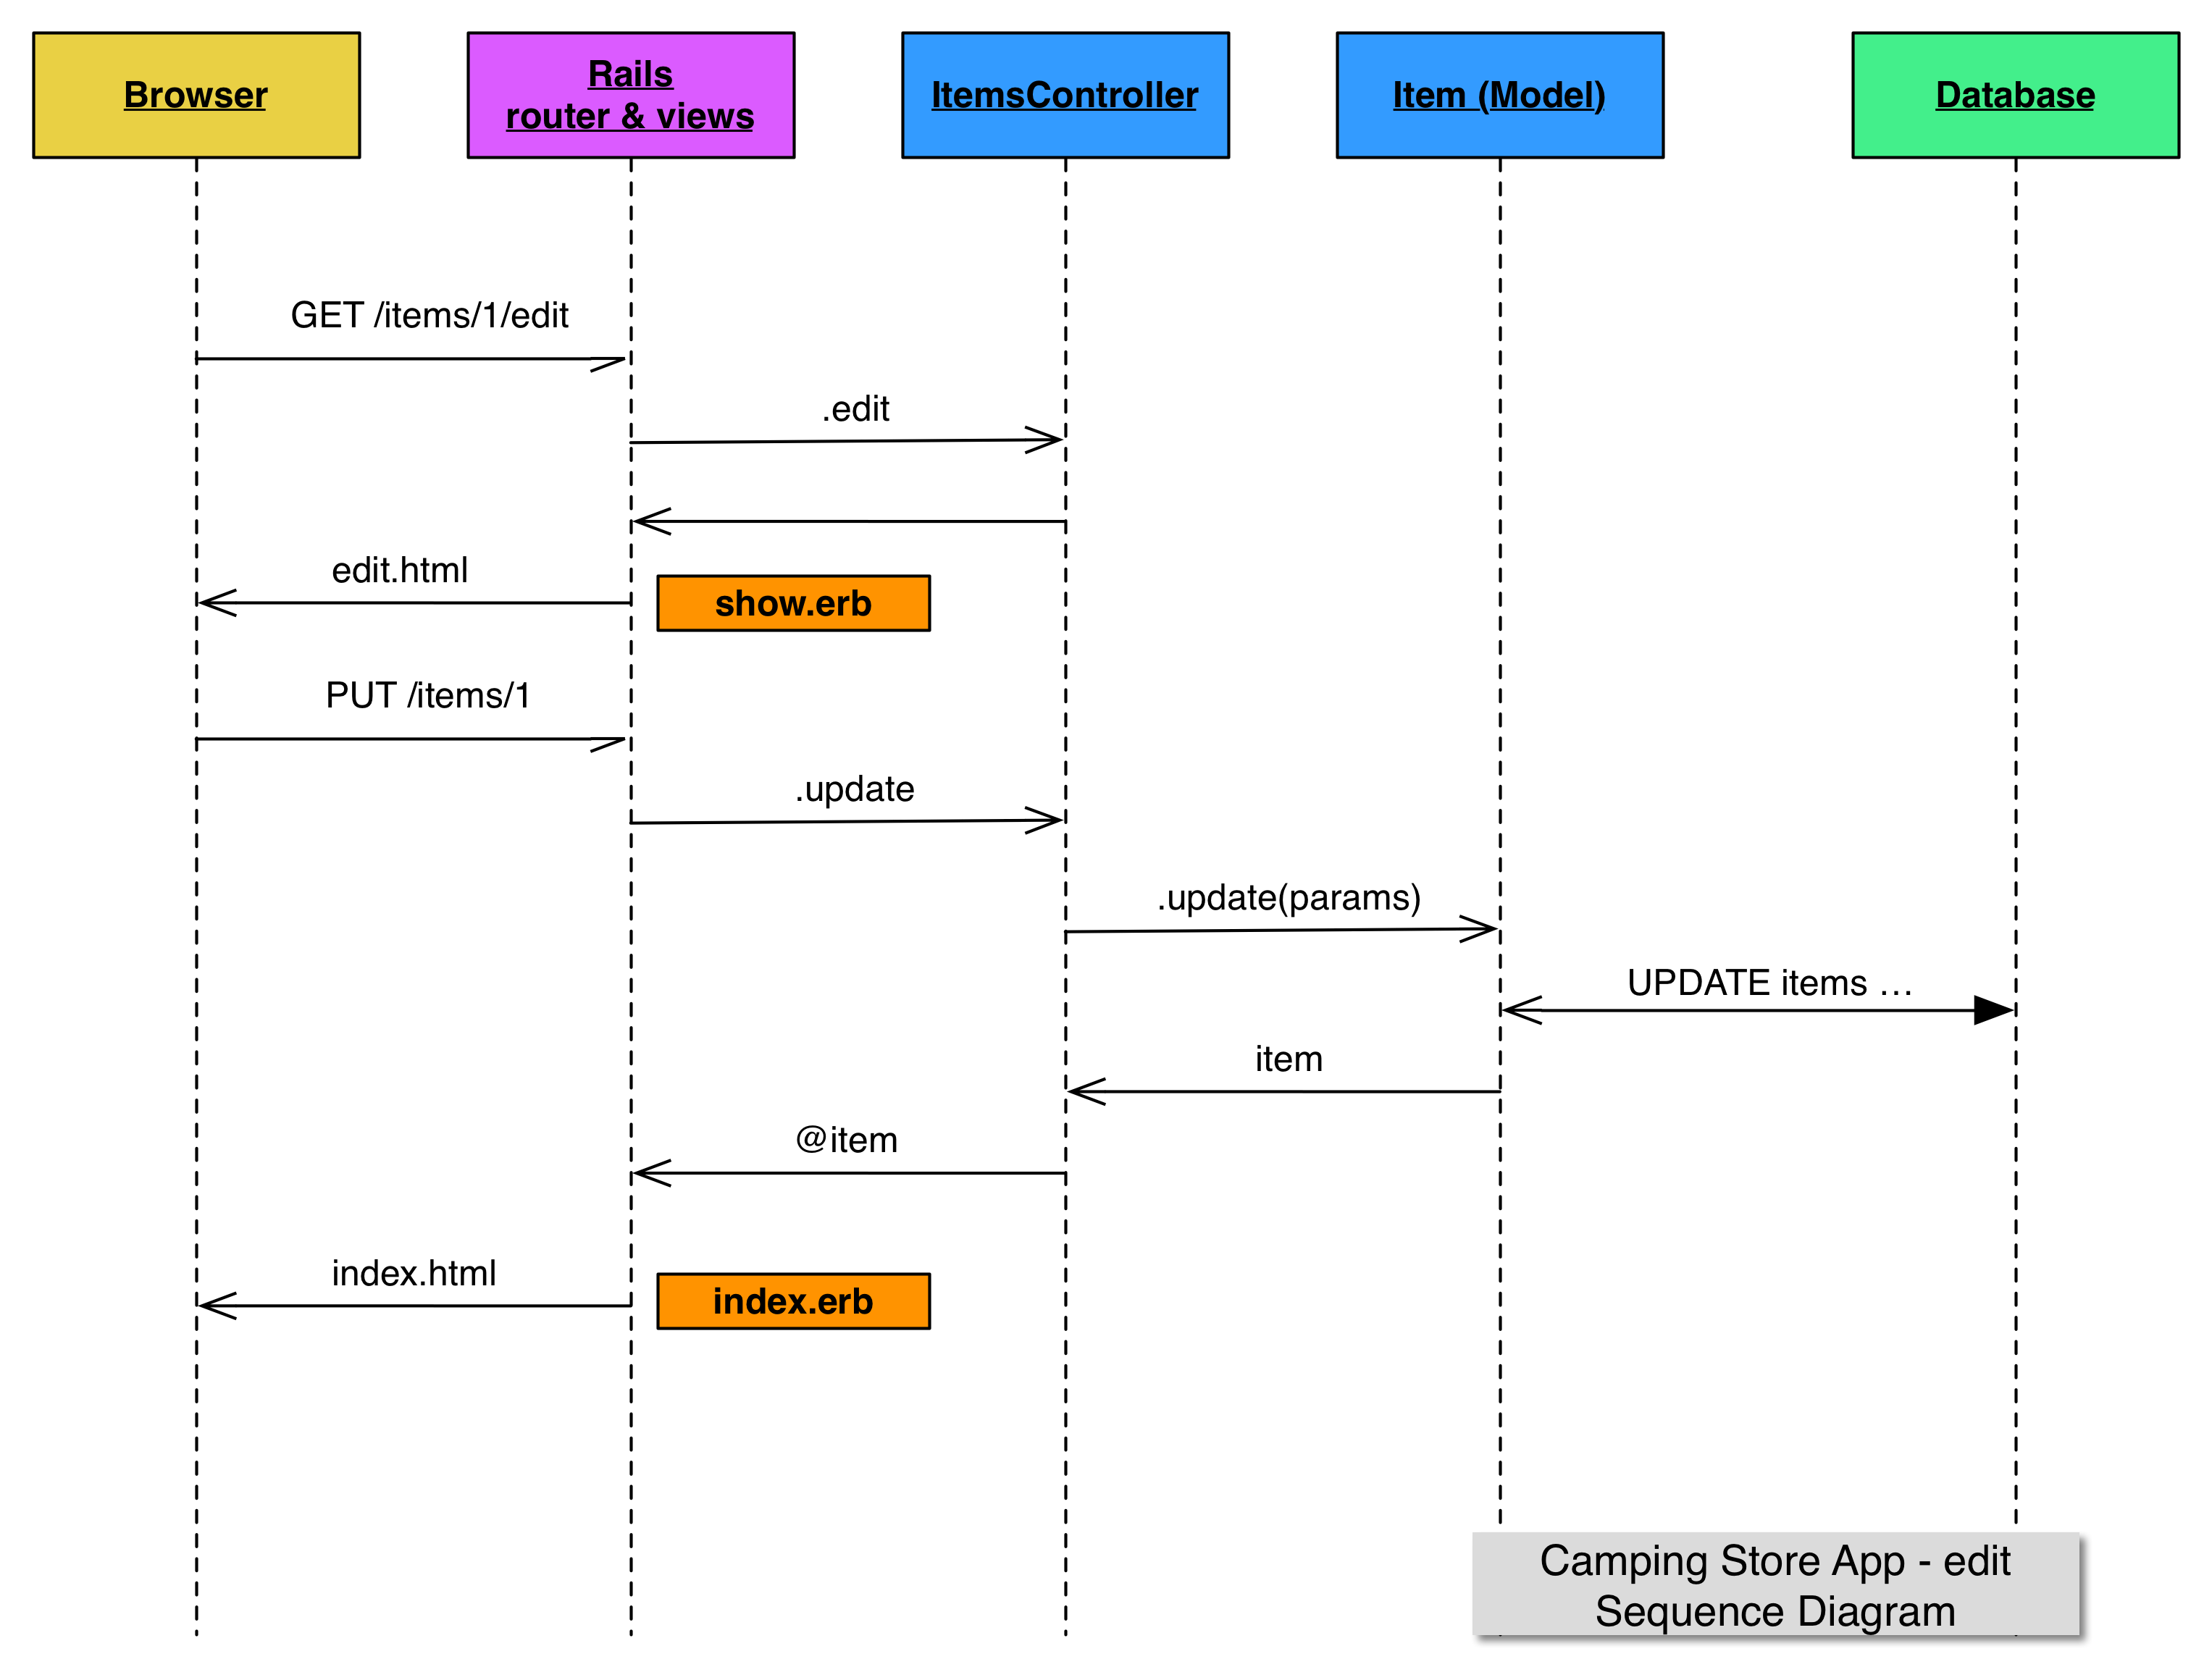 Browser
Rails
router & views
ItemsController
Item (Model)
Database
GET /items/1/edit
.edit
edit.html
show.erb
PUT /items/1
.update
.update(params)
UPDATE items …
item
@item
index.html
index.erb
Camping Store App - edit
Sequence Diagram